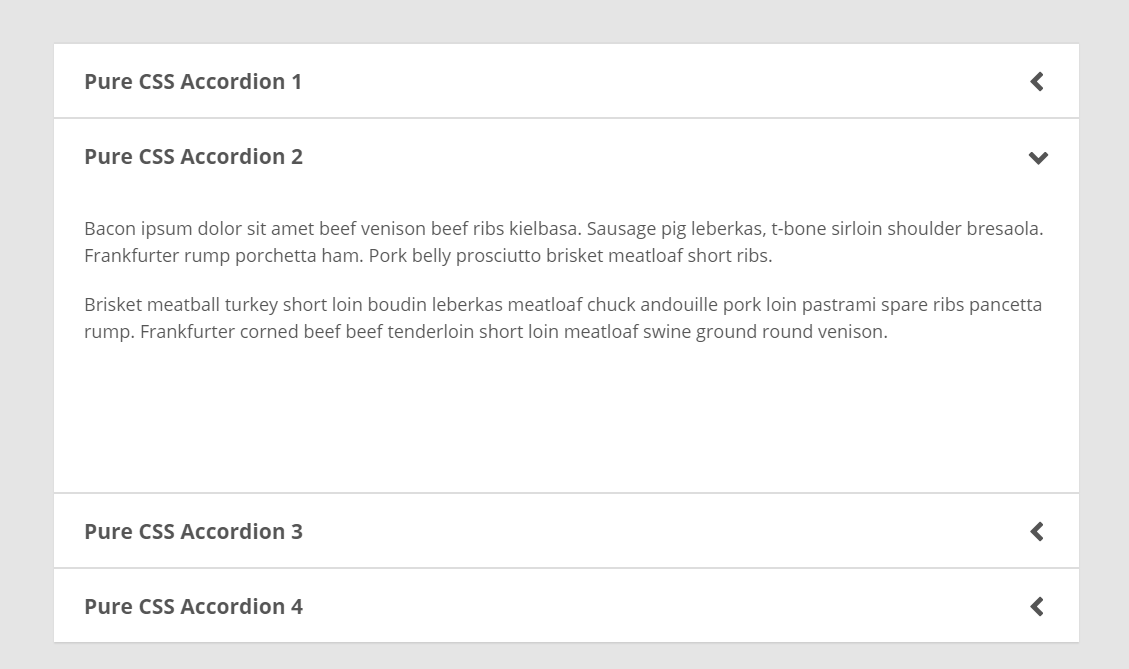 Pure CSS Accordion 1
Pure CSS Accordion 2
Bacon ipsum dolor sit amet beef venison beef ribs kielbasa. Sausage pig leberkas, t-bone sirloin shoulder bresaola.
Frankfurter rump porchetta ham. Pork belly prosciutto brisket meatloaf short ribs.
Brisket meatball turkey short loin boudin leberkas meatloaf chuck andouille pork loin pastrami spare ribs pancetta
rump. Frankfurter corned beef beef tenderloin short loin meatloaf swine ground round venison.
Pure CSS Accordion 3
Pure CSS Accordion 4